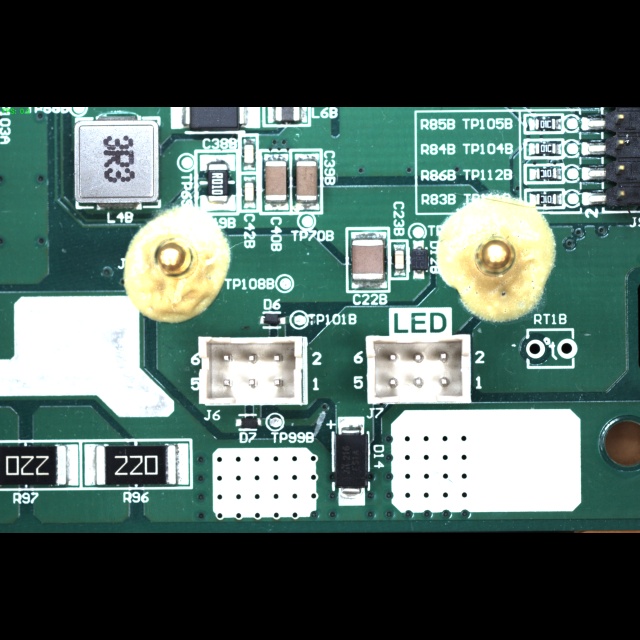 L6B
R85B TP105B
C38B
3R3
R84B TP104B
C39B
R010
R86B TP112B
R83B
L4B
C42B
C40B
TP70B
C23B
C22B
TP108B
D6
TP101B
LED
RT1B
6 2
5 1
6 2
5 1
J6
J7
D7 TP99B
+
D14
220
R97
220
R96